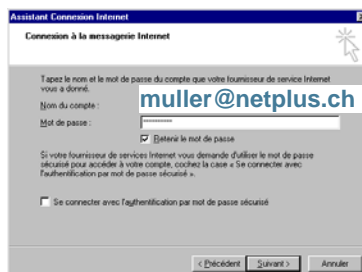 Assistant Connexion Internet
Connexion à la messagerie Internet
Tapez le nom et le mot de passe du compte que votre fournisseur de service Internet
vous a donné.
Nom du compte :
muller@netplus.ch
Mot de passe :
Retenir le mot de passe
Si votre fournisseur de services Internet vous demande d'utiliser le mot de passe
sécurisé pour accéder à votre compte, cochez la case « Se connecter avec
l'authentification par mot de passe sécurisé ».
Se connecter avec l'authentification par mot de passe sécurisé
< Précédent
Suivant >
Annuler